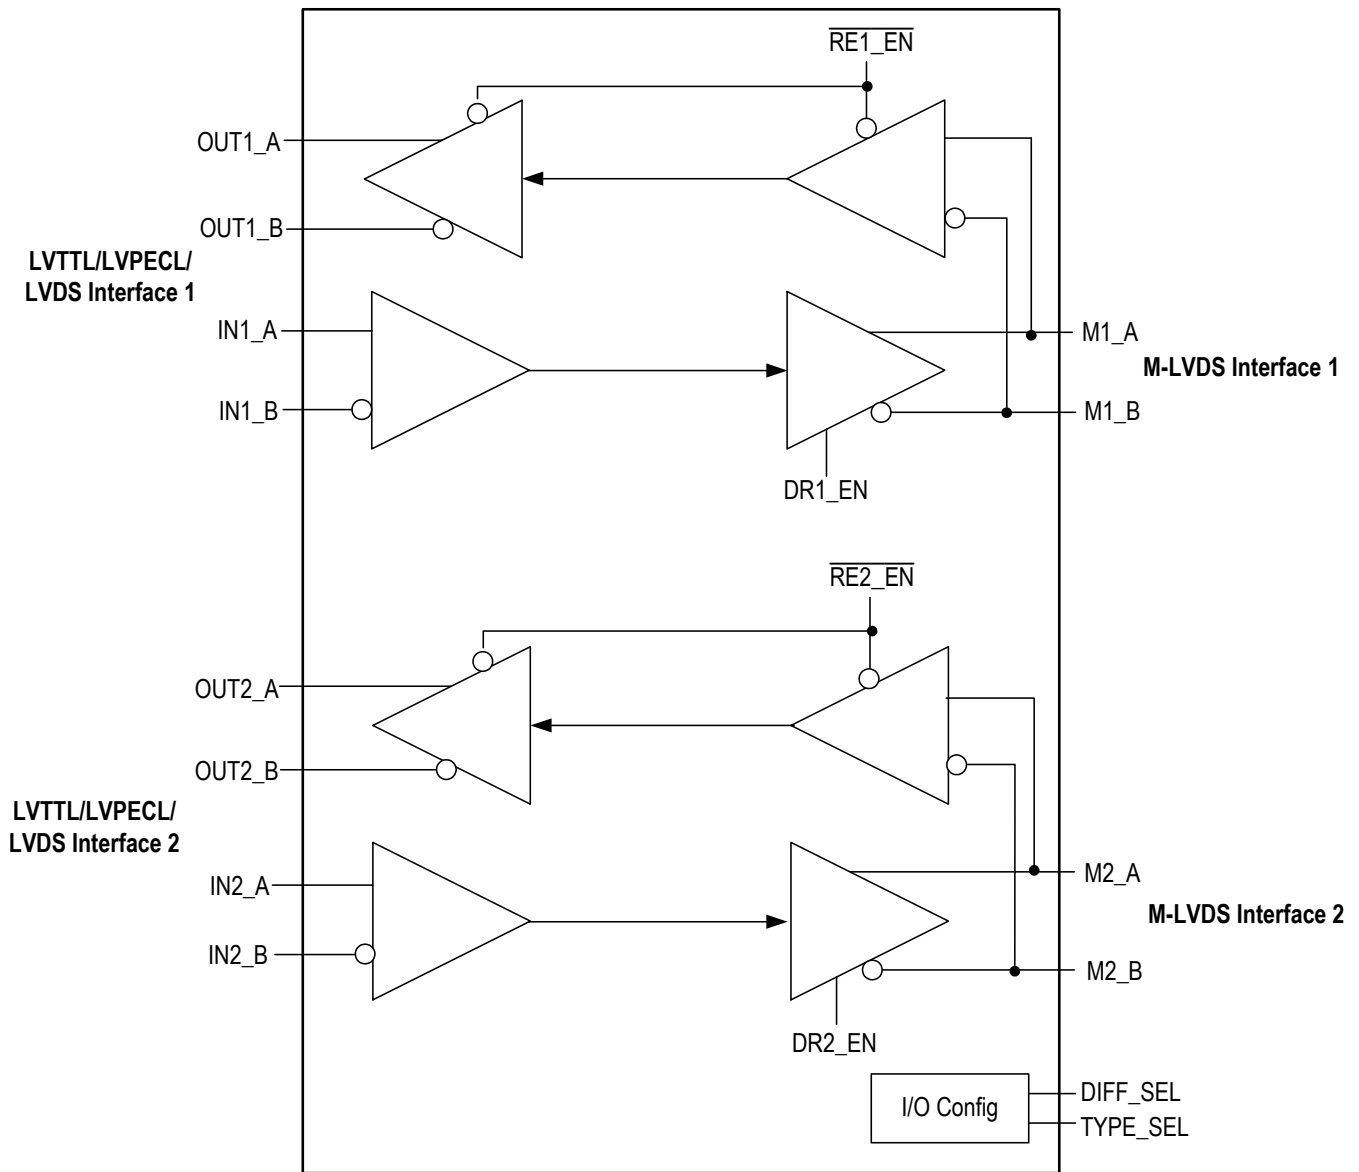 RE1_EN
OUT1_A
OUT1_B
LVTTL/LVPECL/
LVDS Interface 1
IN1_A
IN1_B
M1_A
M-LVDS Interface 1
M1_B
DR1_EN
RE2_EN
OUT2_A
OUT2_B
LVTTL/LVPECL/
LVDS Interface 2
IN2_A
IN2_B
M2_A
M-LVDS Interface 2
M2_B
DR2_EN
I/O Config
DIFF_SEL
TYPE_SEL